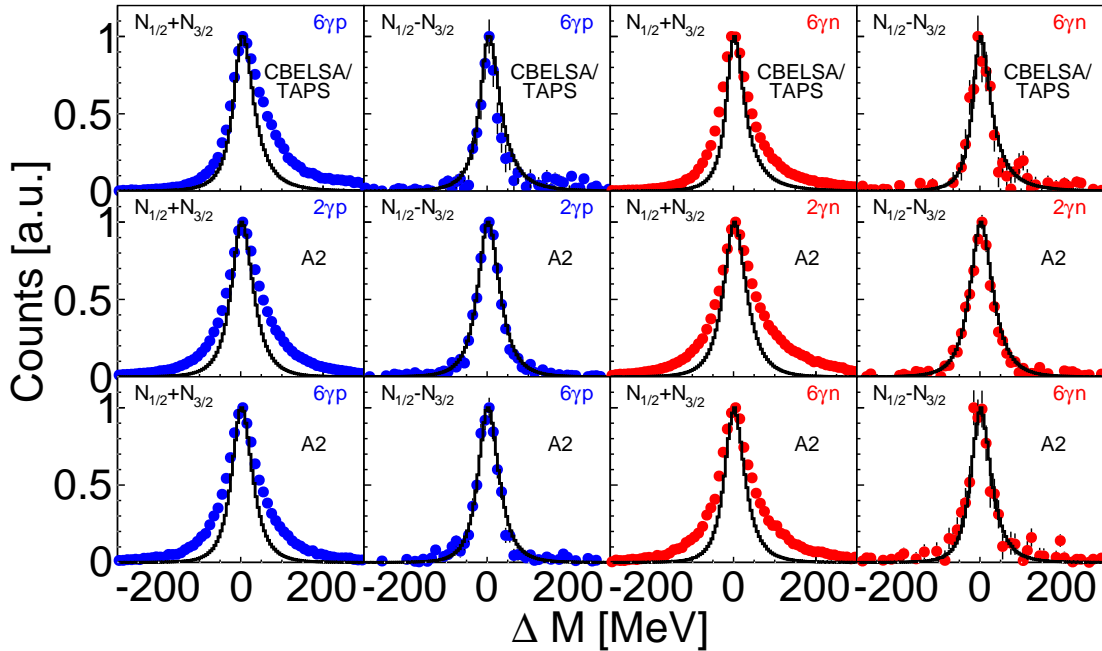 Counts [a.u.]
1
0.5
0
N1/2+N3/2 6γp
CBELSA/
TAPS
N1/2−N3/2 6γp
CBELSA/
TAPS
N1/2+N3/2 6γn
CBELSA/
TAPS
N1/2−N3/2 6γn
CBELSA/
TAPS
1
0.5
0
N1/2+N3/2 2γp
A2
N1/2−N3/2 2γp
A2
N1/2+N3/2 2γn
A2
N1/2−N3/2 2γn
A2
1
0.5
0
N1/2+N3/2 6γp
A2
N1/2−N3/2 6γp
A2
N1/2+N3/2 6γn
A2
N1/2−N3/2 6γn
A2
-200 0 200 -200 0 200 -200 0 200 -200 0 200
Δ M [MeV]